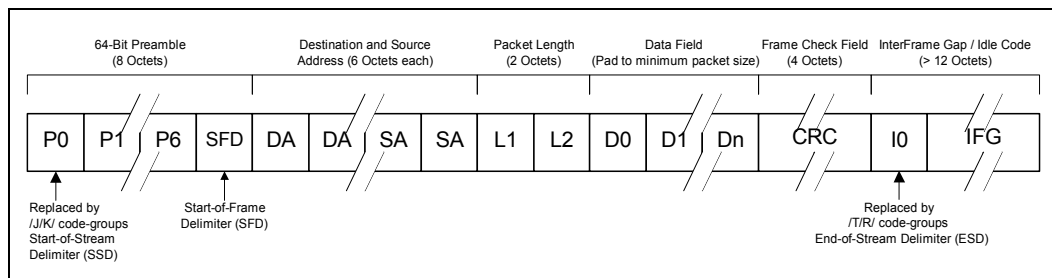 64-Bit Preamble
(8 Octets)
Destination and Source
Address (6 Octets each)
Packet Length
(2 Octets)
Data Field
(Pad to minimum packet size)
Frame Check Field
(4 Octets)
InterFrame Gap / Idle Code
(> 12 Octets)
P0 P1 P6 SFD DA DA SA SA L1 L2 D0 D1 Dn CRC I0 IFG
Replaced by
/J/K/ code-groups
Start-of-Stream
Delimiter (SSD)
Start-of-Frame
Delimiter (SFD)
Replaced by
/T/R/ code-groups
End-of-Stream Delimiter (ESD)